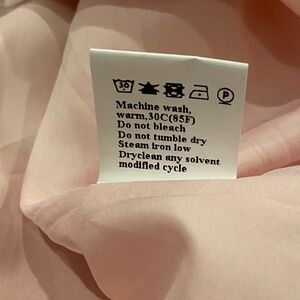 30 P
Machine wash,
warm,30C(85F)
Do not bleach
Do not tumble dry
Steam iron low
Dryclean any solvent
modified cycle